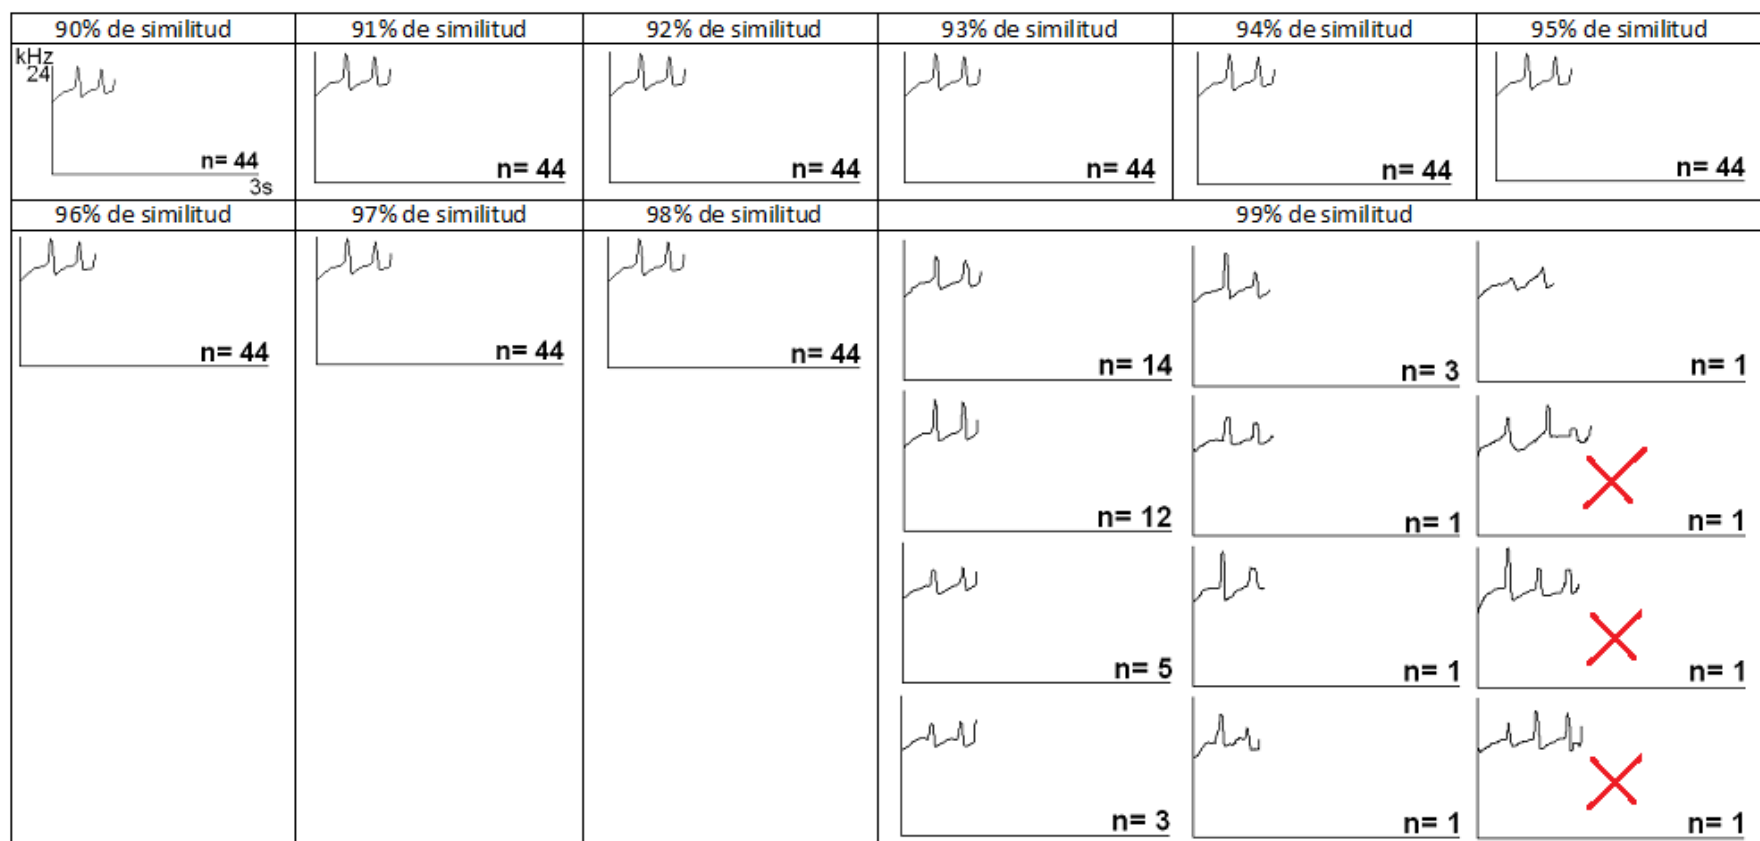 90% de similitud
91% de similitud
92% de similitud
93% de similitud
94% de similitud
95% de similitud
kHz
24
n= 44
3s
n= 44
n= 44
n= 44
n= 44
n= 44
96% de similitud
97% de similitud
98% de similitud
99% de similitud
n= 44
n= 44
n= 44
n= 14
n= 3
n= 1
n= 12
n= 1
n= 1
n= 5
n= 1
n= 1
n= 3
n= 1
n= 1